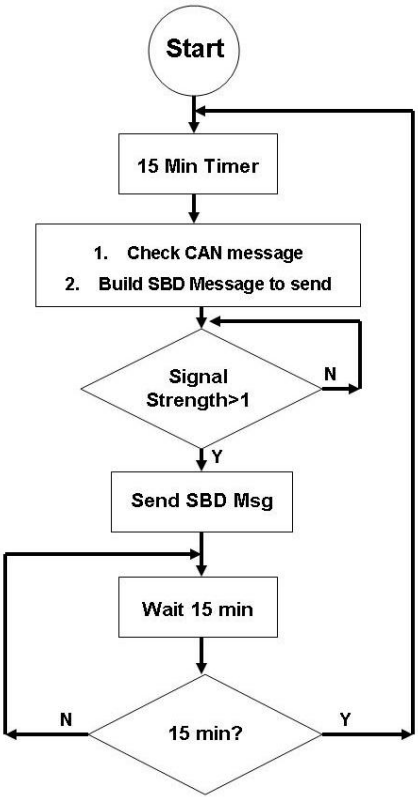 Start
15 Min Timer
1. Check CAN message
2. Build SBD Message to send
Signal
Strength>1
N
Y
Send SBD Msg
Wait 15 min
N
15 min?
Y